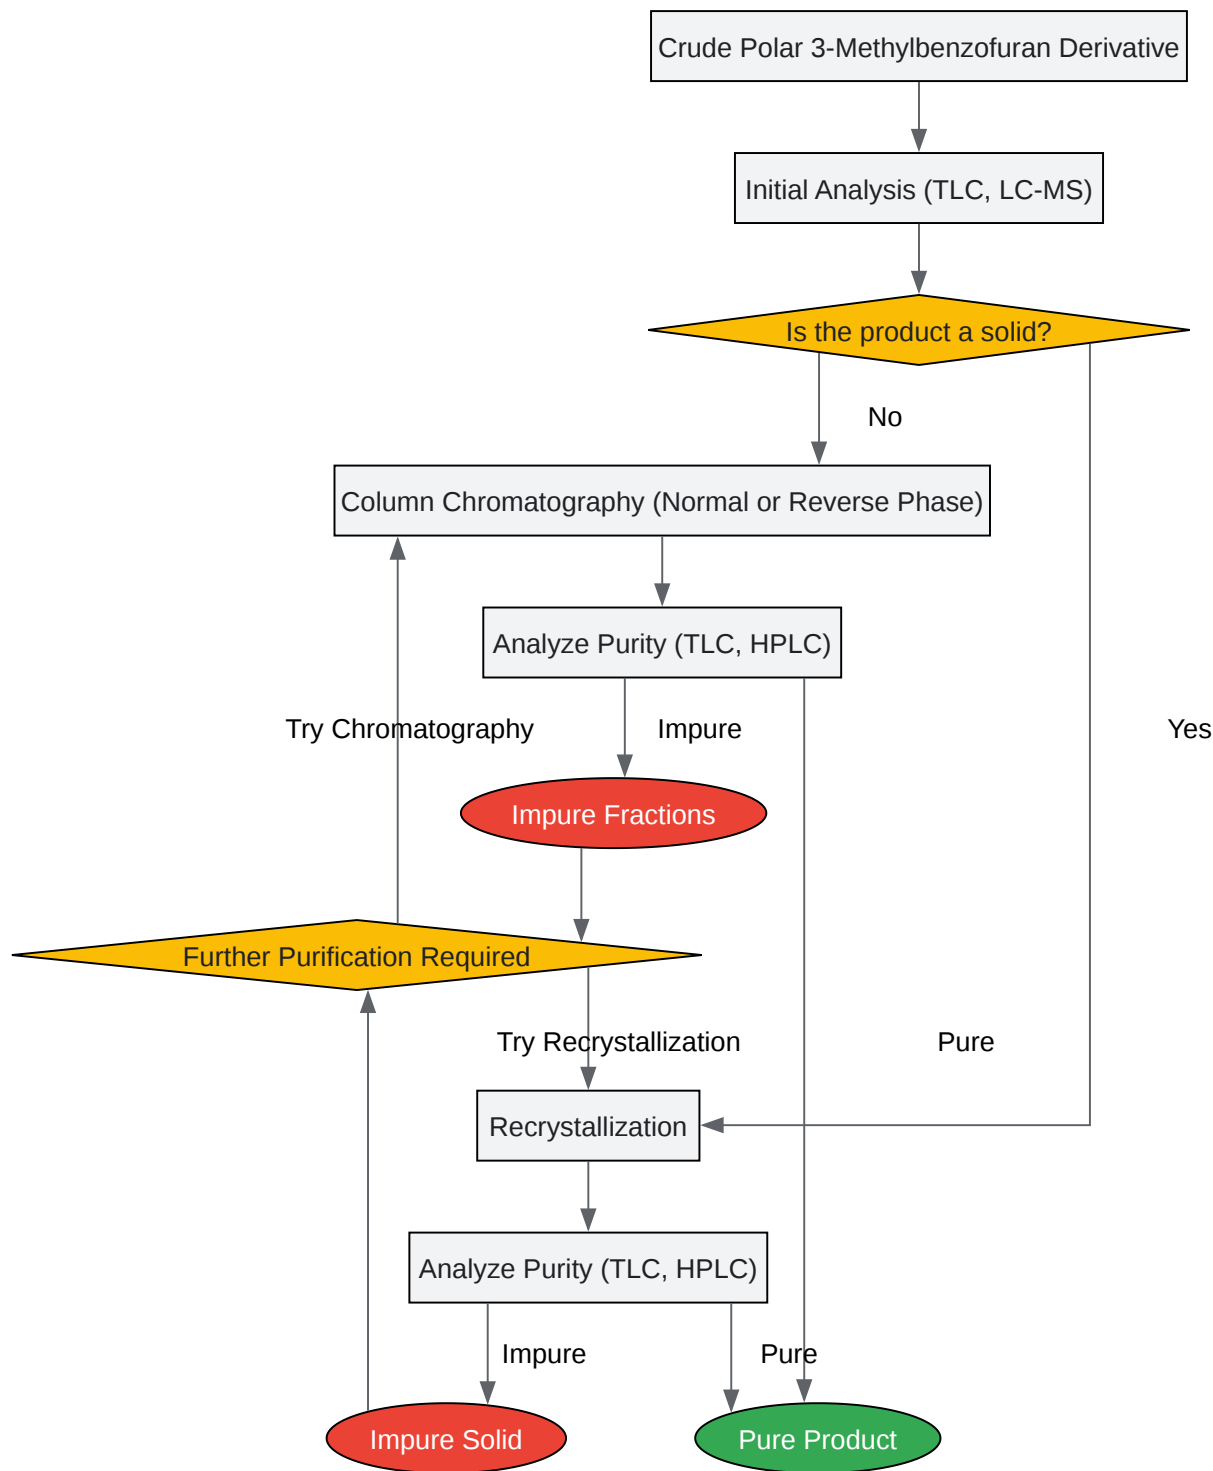 Crude Polar 3-Methylbenzofuran Derivative
Initial Analysis (TLC, LC-MS)
Is the product a solid?
No
Column Chromatography (Normal or Reverse Phase)
Analyze Purity (TLC, HPLC)
Try Chromatography
Impure
Yes
Impure Fractions
Further Purification Required
Try Recrystallization
Pure
Recrystallization
Analyze Purity (TLC, HPLC)
Impure
Pure
Impure Solid
Pure Product